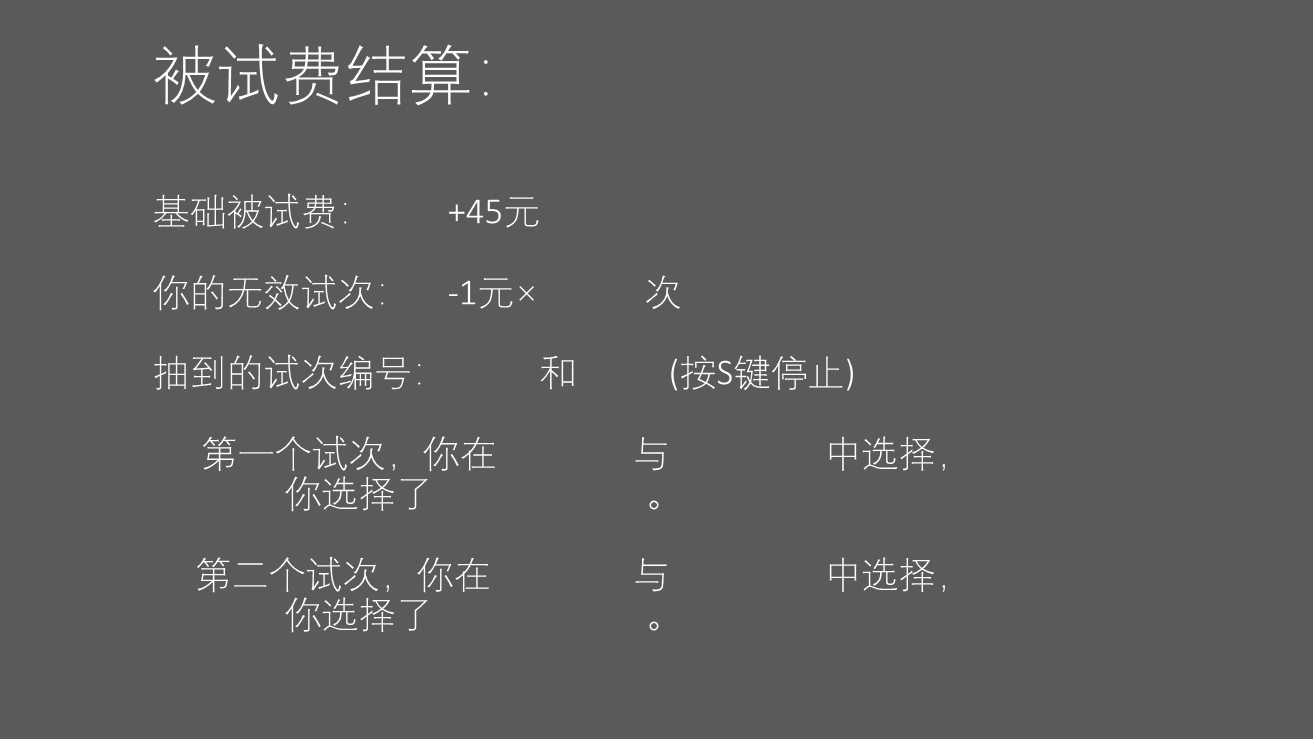 被试费结算：
基础被试费： +45元
你的无效试次： -1元× 次
抽到的试次编号： 和 (按S键停止)
第一个试次，你在 与 中选择，
你选择了 。
第二个试次，你在 与 中选择，
你选择了 。